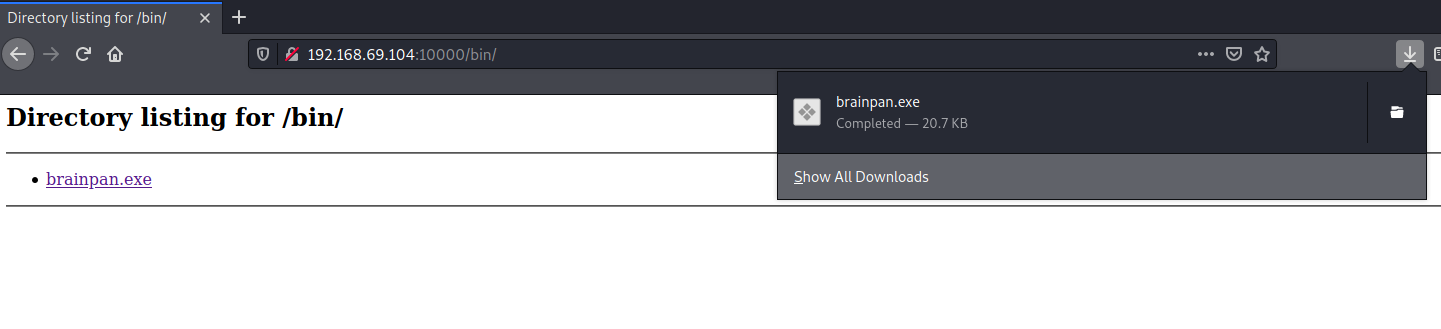 Directory listing for /bin/
192.168.69.104:10000/bin/
brainpan.exe
Completed — 20.7 KB
Show All Downloads
Directory listing for /bin/
brainpan.exe